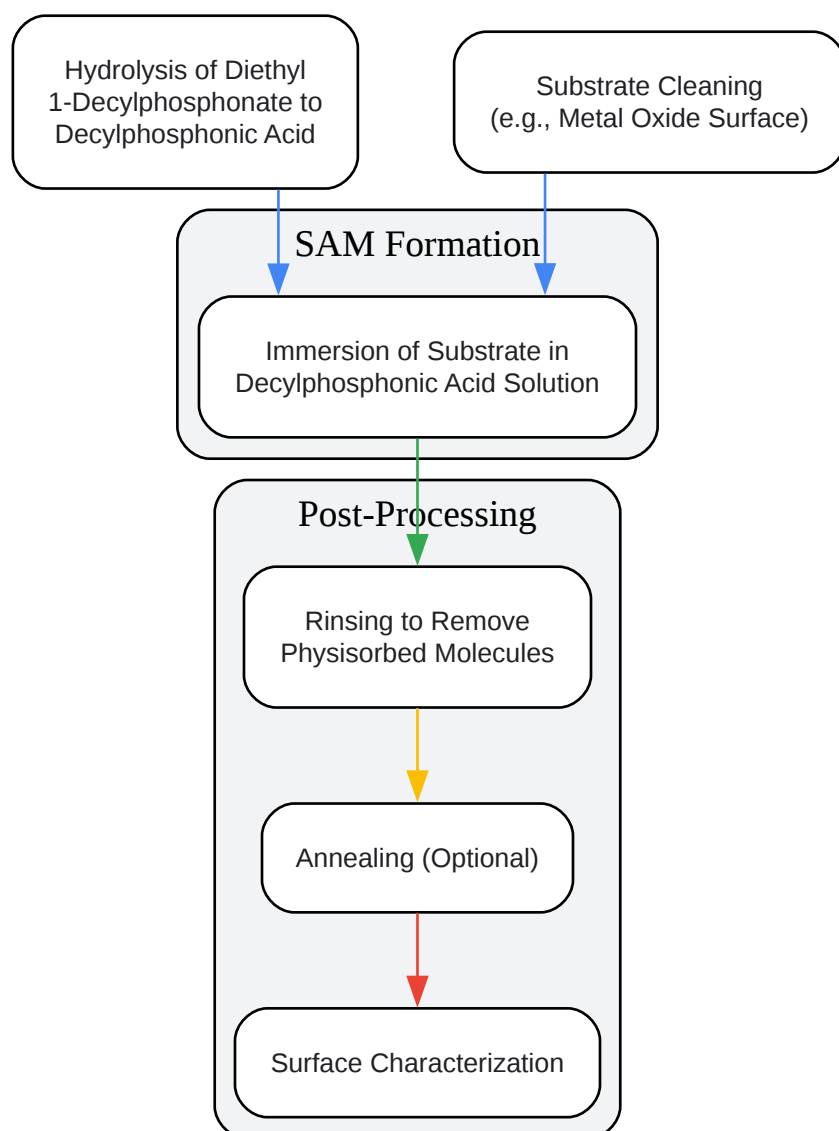 Hydrolysis of Diethyl
1-Decylphosphonate to
Decylphosphonic Acid
Substrate Cleaning
(e.g., Metal Oxide Surface)
SAM Formation
Immersion of Substrate in
Decylphosphonic Acid Solution
Post-Processing
Rinsing to Remove
Physisorbed Molecules
Annealing (Optional)
Surface Characterization